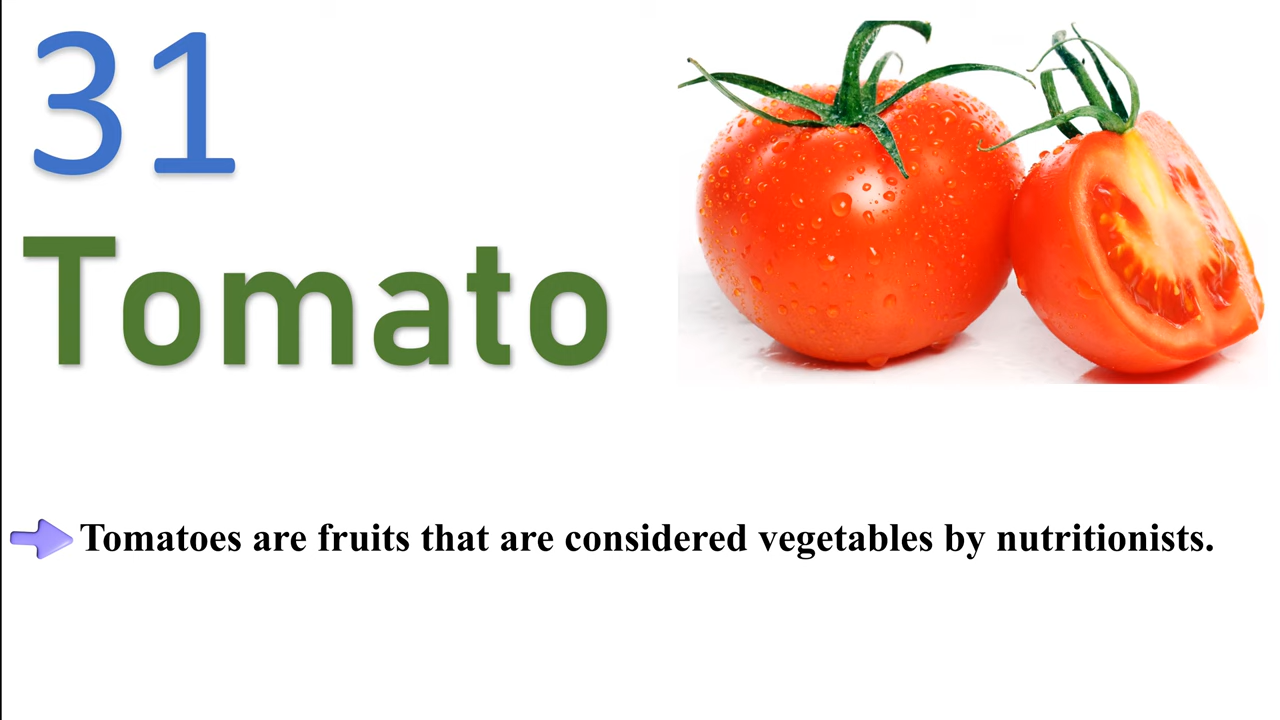 31
Tomato
Tomatoes are fruits that are considered vegetables by nutritionists.